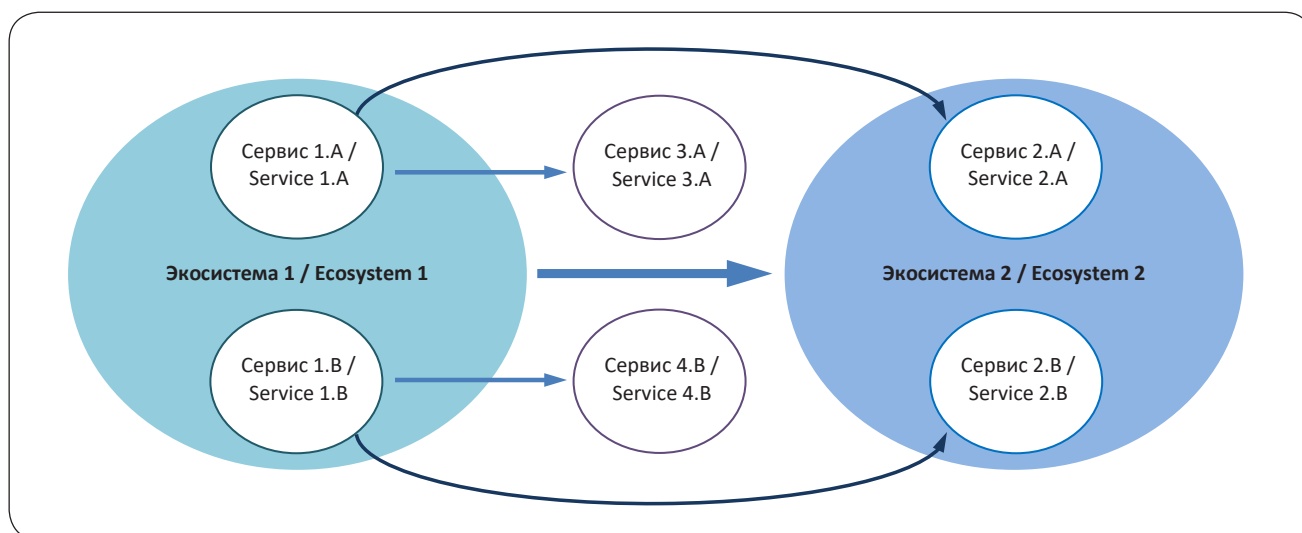 Сервис 1.A /
Service 1.A
Сервис 3.A /
Service 3.A
Сервис 2.A /
Service 2.A
Экосистема 1 / Ecosystem 1
Экосистема 2 / Ecosystem 2
Сервис 1.B /
Service 1.B
Сервис 4.B /
Service 4.B
Сервис 2.B /
Service 2.B